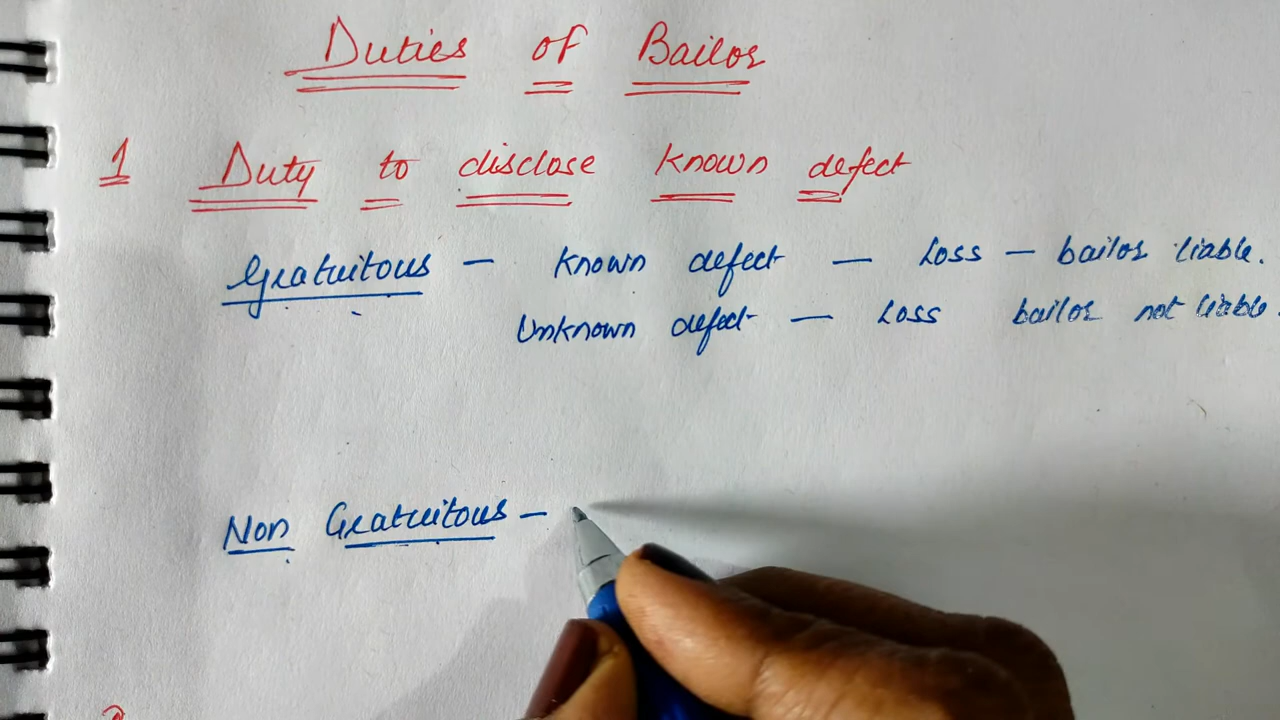 Duties of Bailor
1 Duty to disclose known defect
Gratuitous - Known defect - Loss - bailor liable.
Unknown defect - Loss bailor not liable.
Non Gratuitous -